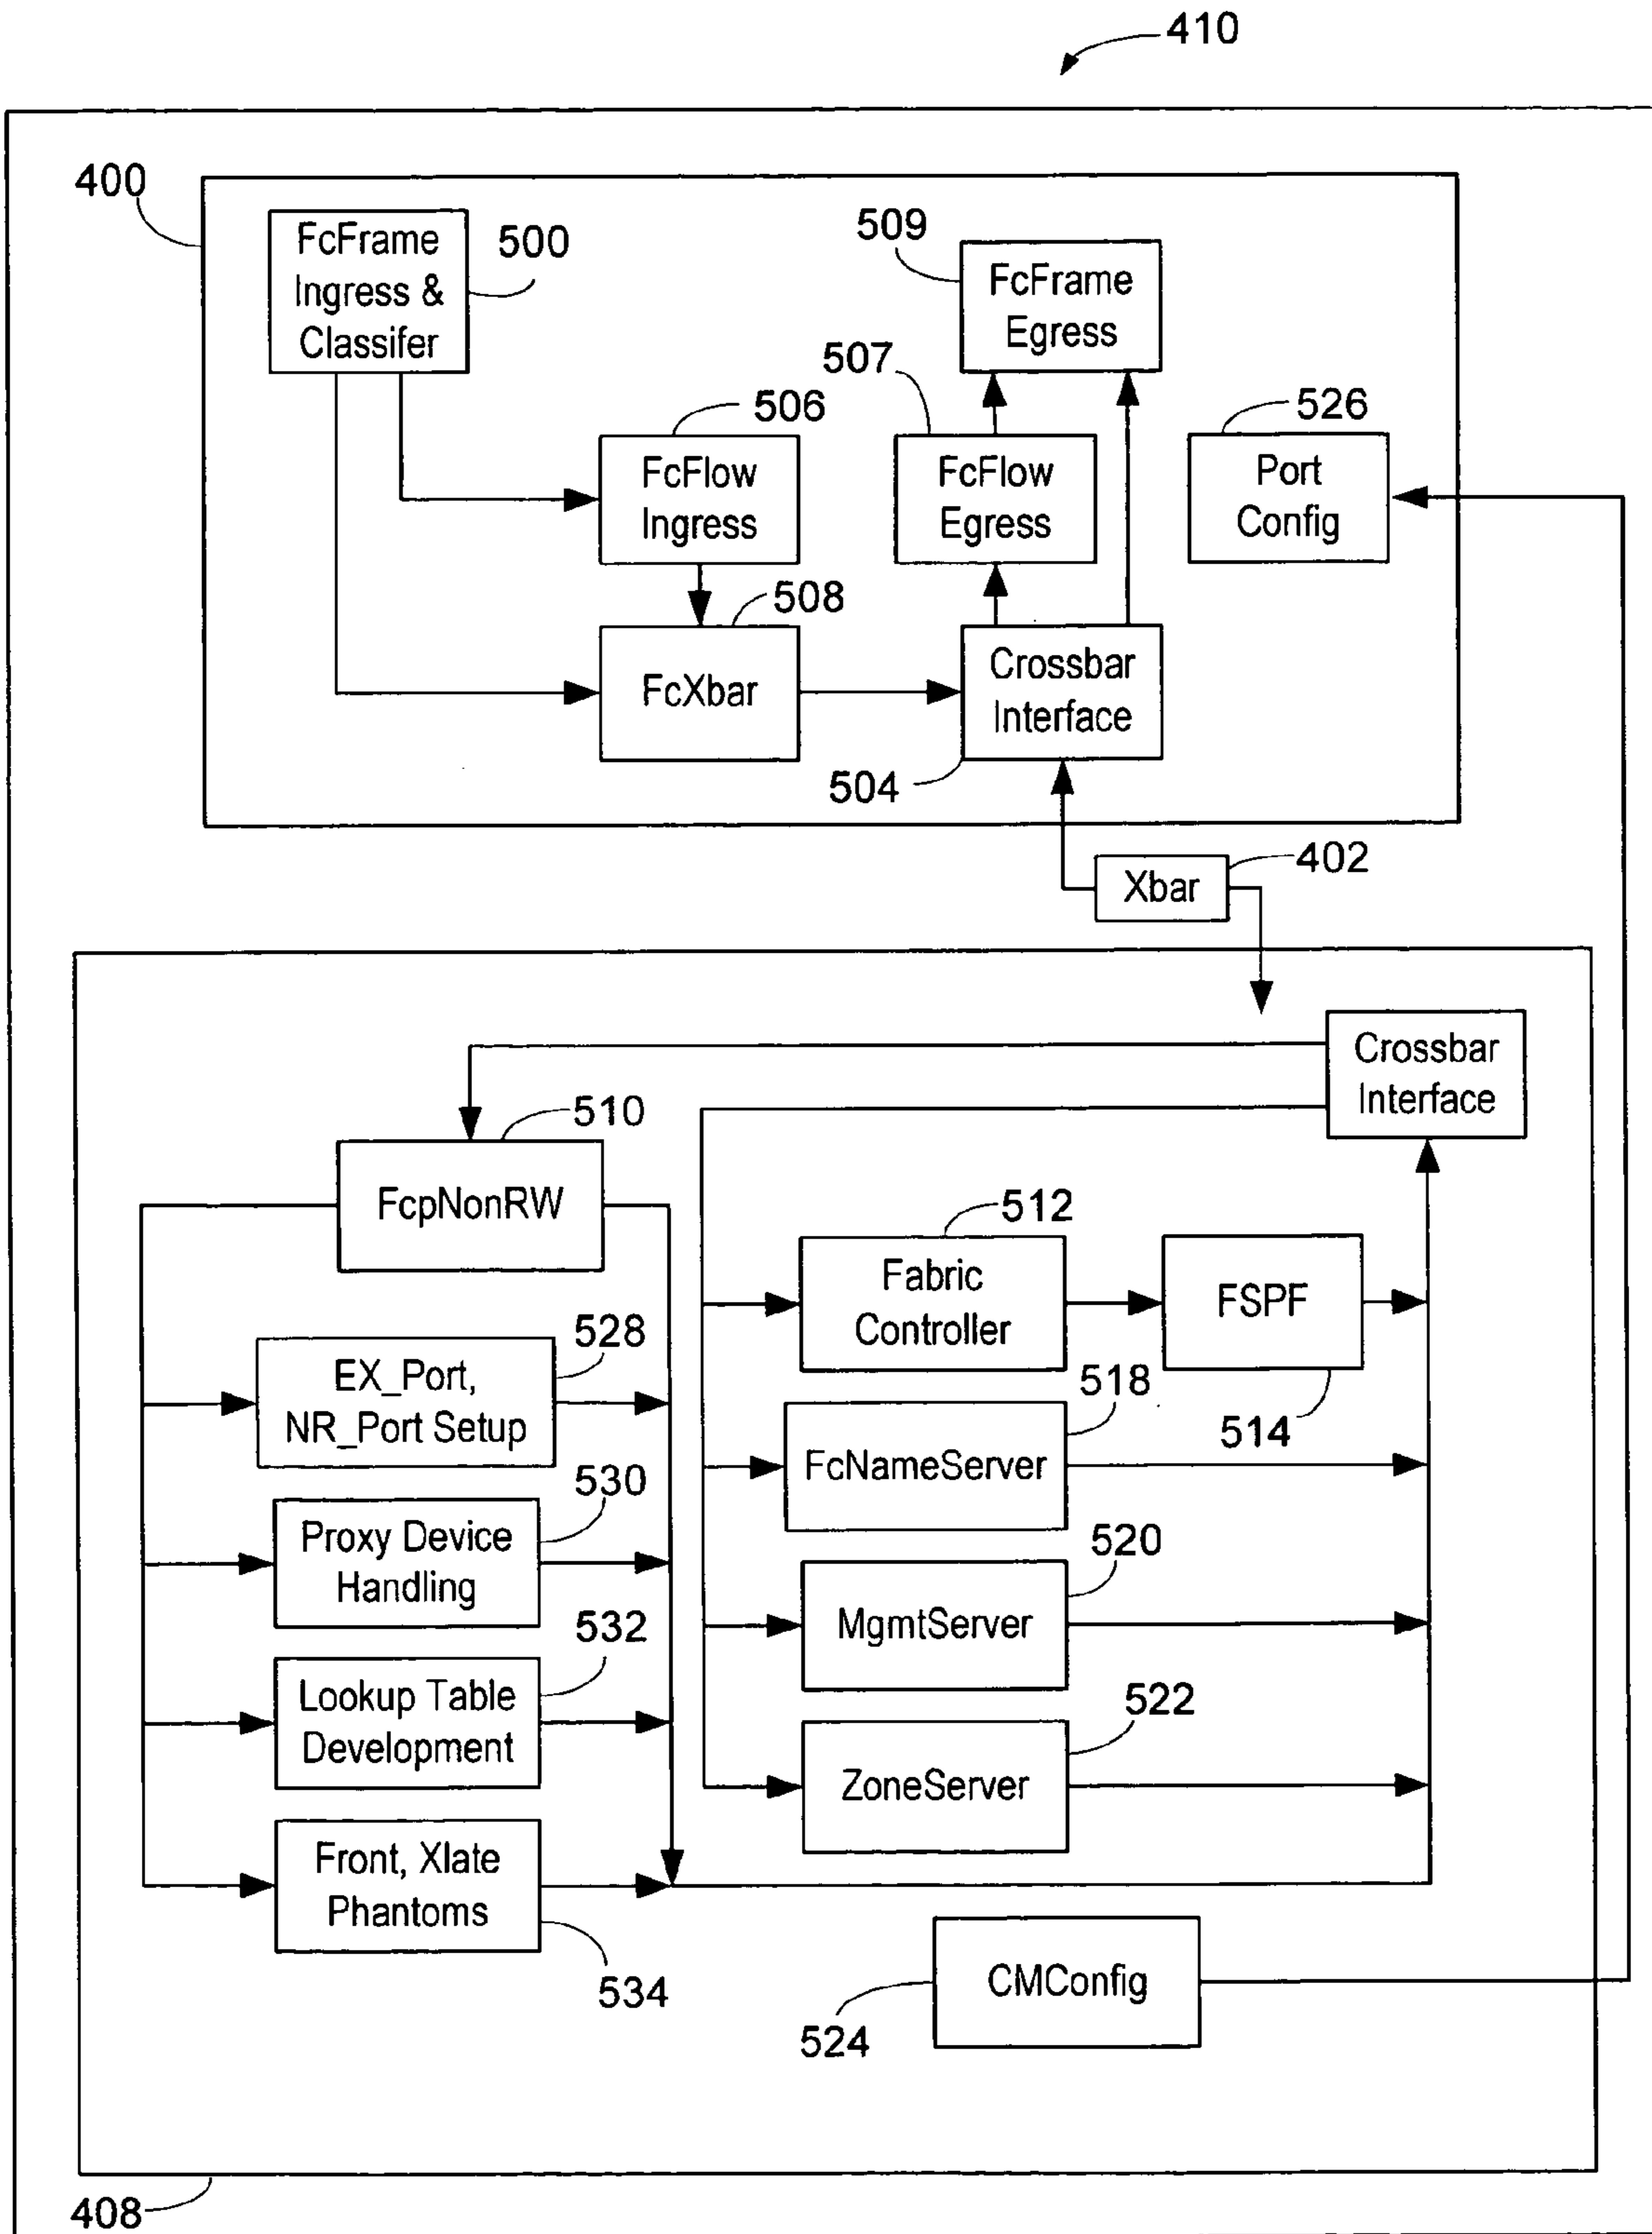 410
400
FcFrame
Ingress &
Classifer
500
509
FcFrame
Egress
507
506
526
FcFlow
Ingress
FcFlow
Egress
Port
Config
508
FcXbar
Crossbar
Interface
504
402
Xbar
Crossbar
Interface
510
FcpNonRW
512
Fabric
Controller
FSPF
514
528
EX_Port,
NR_Port Setup
518
FcNameServer
530
Proxy Device
Handling
520
MgmtServer
532
Lookup Table
Development
522
ZoneServer
Front, Xlate
Phantoms
534
CMConfig
524
408